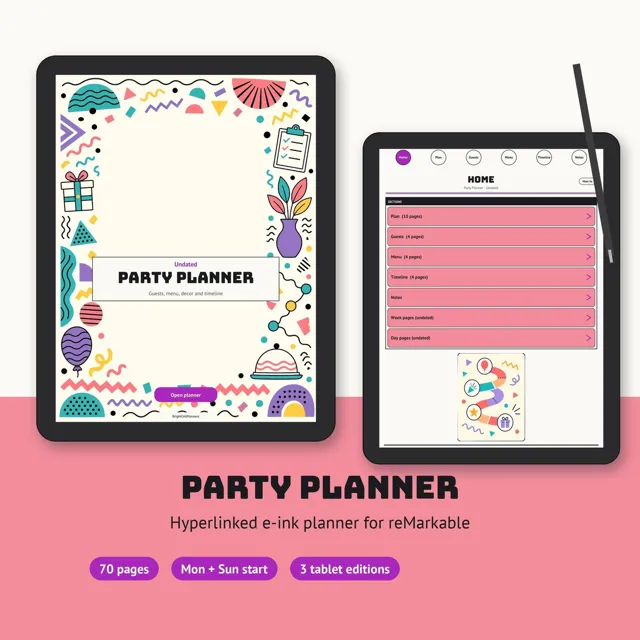 Undated
PARTY PLANNER
Guests, menu, decor and timeline
Open planner
Home
Plan
Guests
Menu
Timeline
Notes
HOME
Party Planner - Undated
SECTIONS
Plan (10 pages)
Guests (4 pages)
Menu (4 pages)
Timeline (4 pages)
Notes
Week pages (undated)
Day pages (undated)
PARTY PLANNER
Hyperlinked e-ink planner for reMarkable
70 pages
Mon + Sun start
3 tablet editions